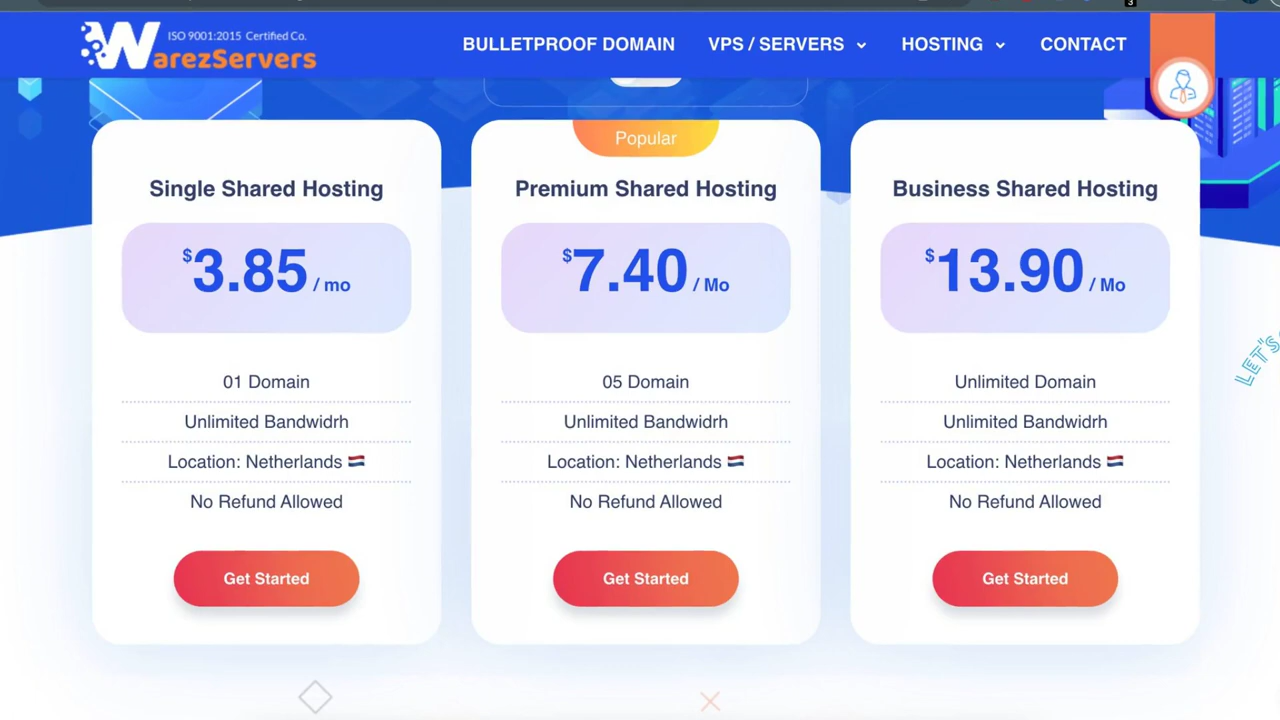 3
ISO 9001:2015 Certified Co.
WarezServers
BULLETPROOF DOMAIN
VPS / SERVERS
HOSTING
CONTACT
Popular
Single Shared Hosting
$3.85 / mo
01 Domain
Unlimited Bandwidrh
Location: Netherlands
No Refund Allowed
Get Started
Premium Shared Hosting
$7.40 / Mo
05 Domain
Unlimited Bandwidrh
Location: Netherlands
No Refund Allowed
Get Started
Business Shared Hosting
$13.90 / Mo
Unlimited Domain
Unlimited Bandwidrh
Location: Netherlands
No Refund Allowed
Get Started
LET'S